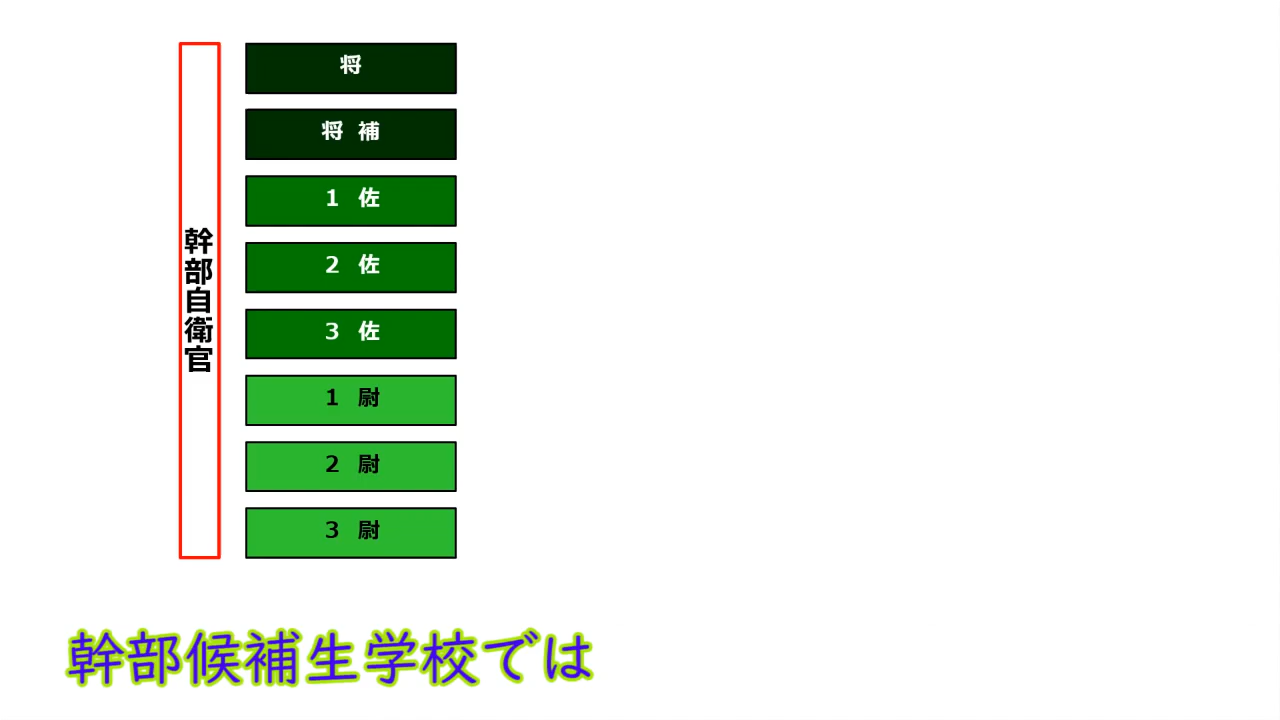 幹部自衛官
将
将 補
1 佐
2 佐
3 佐
1 尉
2 尉
3 尉
幹部候補生学校では